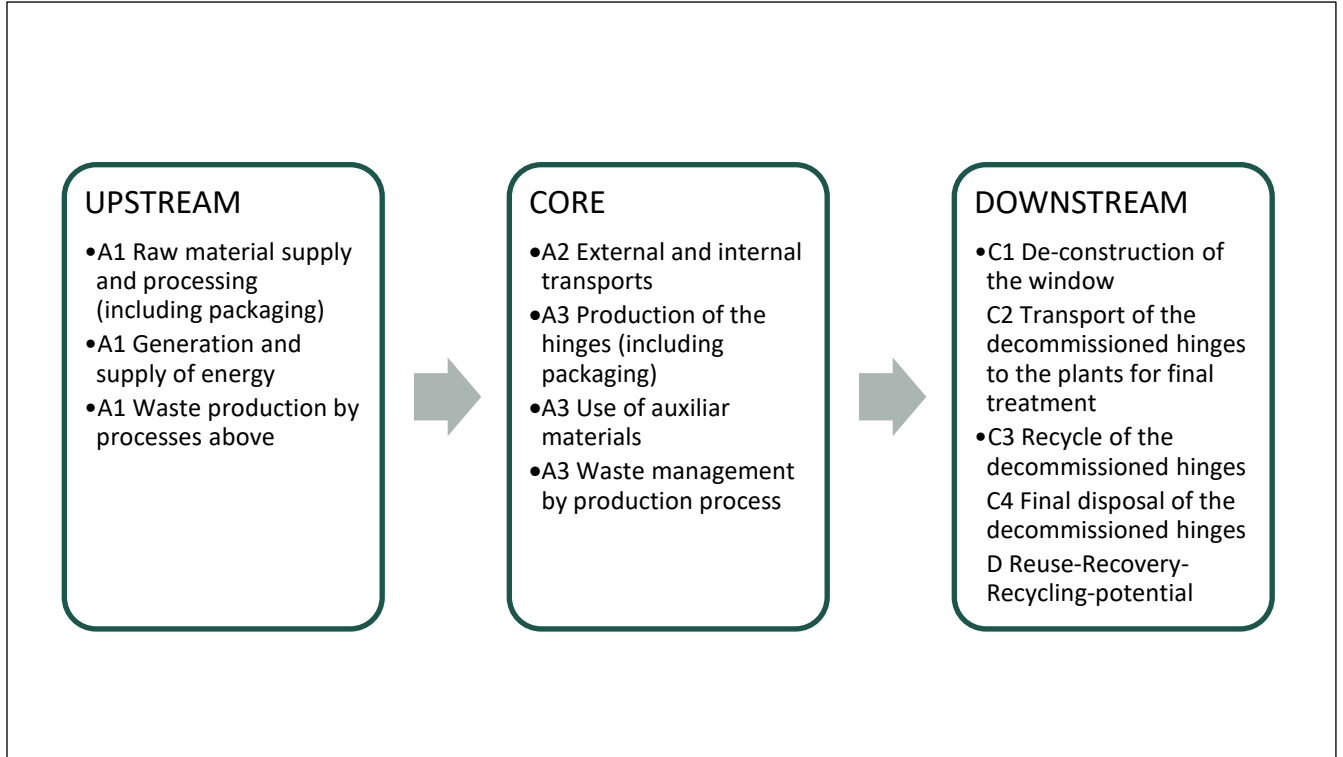 UPSTREAM
•A1 Raw material supply
and processing
(including packaging)
•A1 Generation and
supply of energy
•A1 Waste production by
processes above
CORE
•A2 External and internal
transports
•A3 Production of the
hinges (including
packaging)
•A3 Use of auxiliar
materials
•A3 Waste management
by production process
DOWNSTREAM
•C1 De-construction of
the window
C2 Transport of the
decommissioned hinges
to the plants for final
treatment
•C3 Recycle of the
decommissioned hinges
C4 Final disposal of the
decommissioned hinges
D Reuse-Recovery-
Recycling-potential